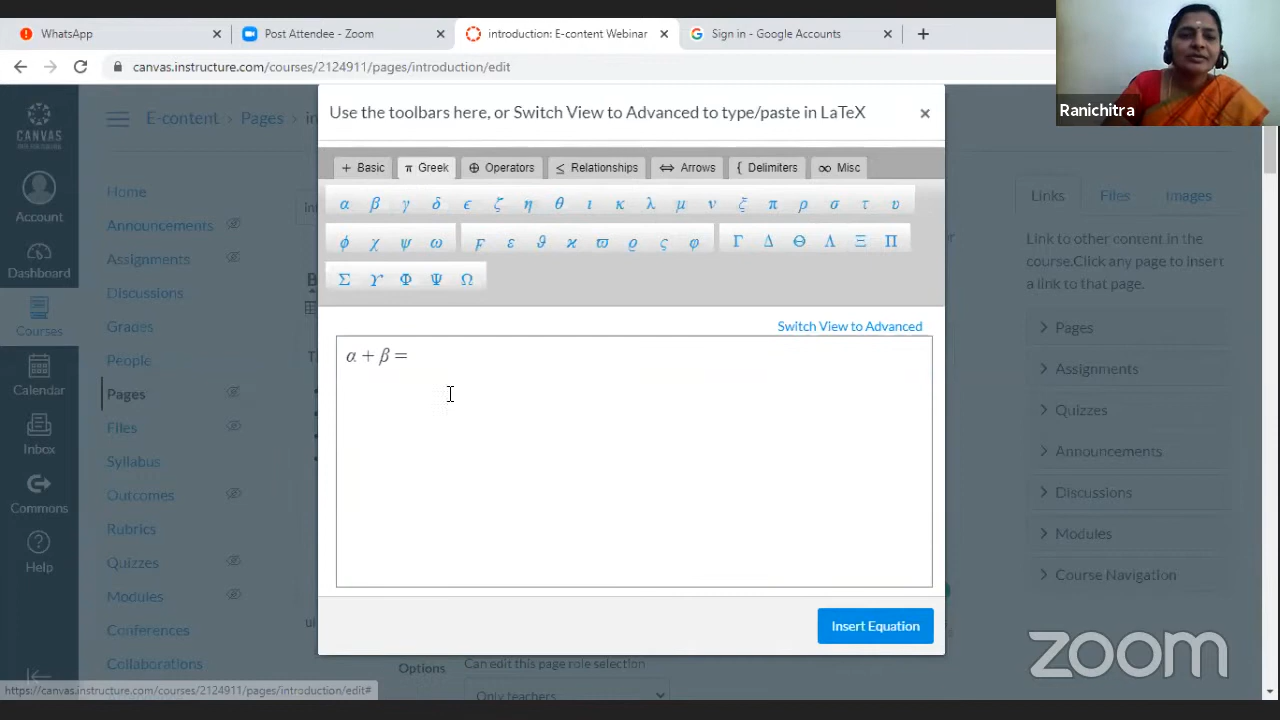 WhatsApp
Post Attendee - Zoom
introduction: E-content Webinar
Sign in - Google Accounts
canvas.instructure.com/courses/2124911/pages/introduction/edit
Ranichitra
CANVAS
Account
Dashboard
Courses
Calendar
Inbox
Commons
Help
E-content > Pages >
Home
Announcements
Assignments
Discussions
Grades
People
Pages
Files
Syllabus
Outcomes
Rubrics
Quizzes
Modules
Conferences
Collaborations
Use the toolbars here, or Switch View to Advanced to type/paste in LaTeX
+ Basic
π Greek
⊕ Operators
≤ Relationships
⇔ Arrows
{ Delimiters
∞ Misc
α β γ δ ϵ ζ η θ ι κ λ μ ν ξ π ρ σ τ υ
ϕ χ ψ ω ϝ ε ϑ ϰ ϖ ϱ ς φ Γ Δ Θ Λ Ξ Π
Σ ϒ Φ Ψ Ω
Switch View to Advanced
α + β =
Insert Equation
Options
Can edit this page role selection
Only teachers
Links
Files
Images
Link to other content in the
course.Click any page to insert
a link to that page.
Pages
Assignments
Quizzes
Announcements
Discussions
Modules
Course Navigation
https://canvas.instructure.com/courses/2124911/pages/introduction/edit#
zoom